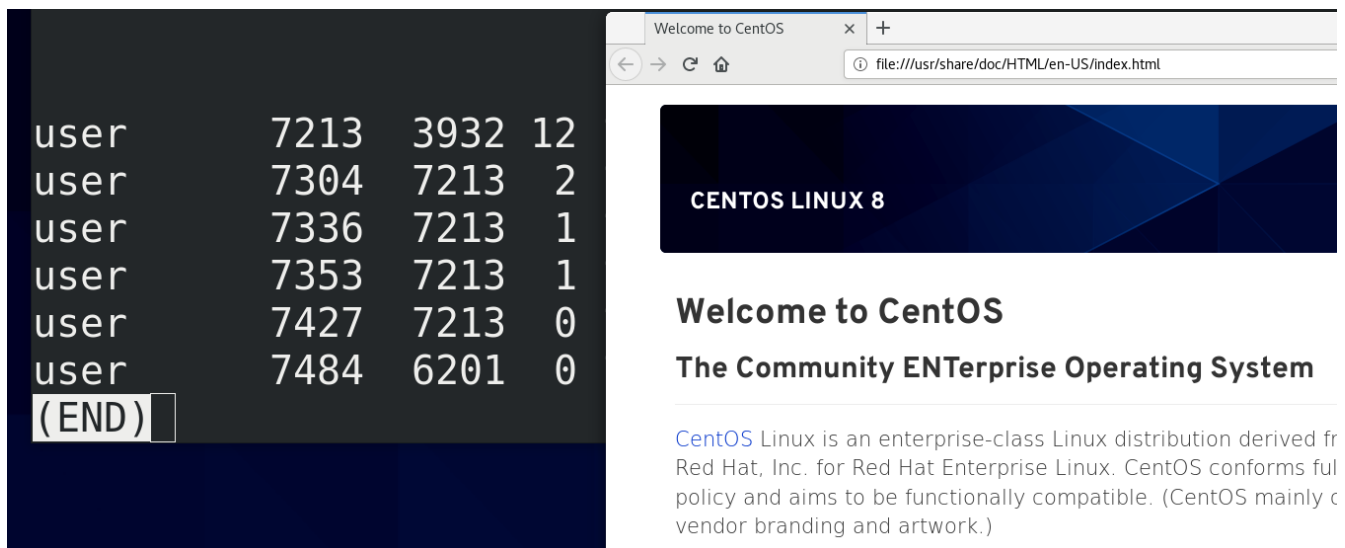 user 7213 3932 12
user 7304 7213 2
user 7336 7213 1
user 7353 7213 1
user 7427 7213 0
user 7484 6201 0
(END)
Welcome to CentOS
file:///usr/share/doc/HTML/en-US/index.html
CENTOS LINUX 8
Welcome to CentOS
The Community ENTerprise Operating System
CentOS Linux is an enterprise-class Linux distribution derived
Red Hat, Inc. for Red Hat Enterprise Linux. CentOS conforms
policy and aims to be functionally compatible. (CentOS mainly
vendor branding and artwork.)